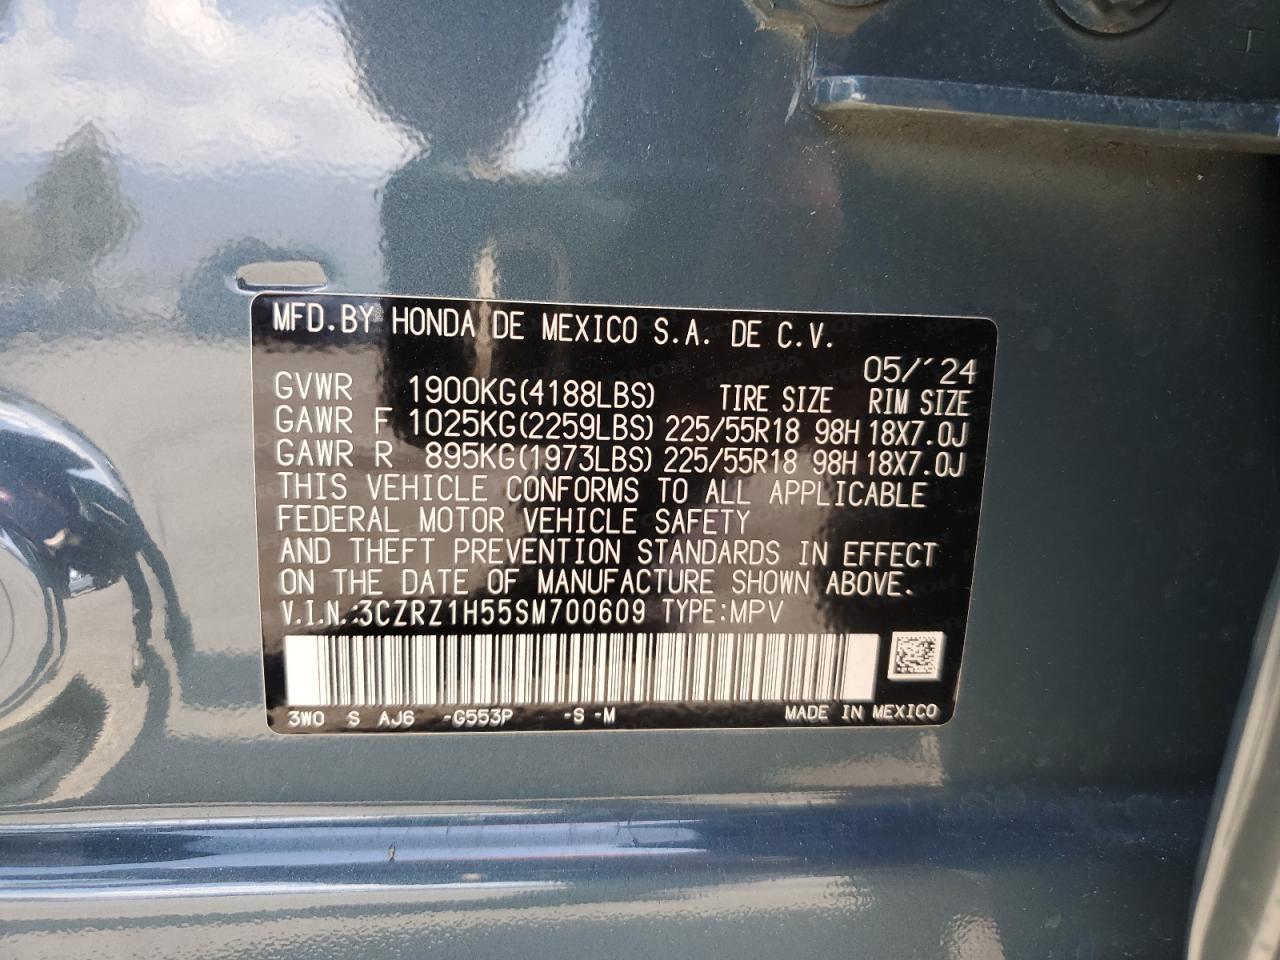 MFD.BY HONDA DE MEXICO S.A. DE C.V.
05/´24
GVWR 1900KG(4188LBS) TIRE SIZE RIM SIZE
GAWR F 1025KG(2259LBS) 225/55R18 98H 18X7.0J
GAWR R 895KG(1973LBS) 225/55R18 98H 18X7.0J
THIS VEHICLE CONFORMS TO ALL APPLICABLE
FEDERAL MOTOR VEHICLE SAFETY
AND THEFT PREVENTION STANDARDS IN EFFECT
ON THE DATE OF MANUFACTURE SHOWN ABOVE.
V.I.N.:3CZRZ1H55SM700609 TYPE:MPV
3W0 S AJ6 -G553P -S -M MADE IN MEXICO